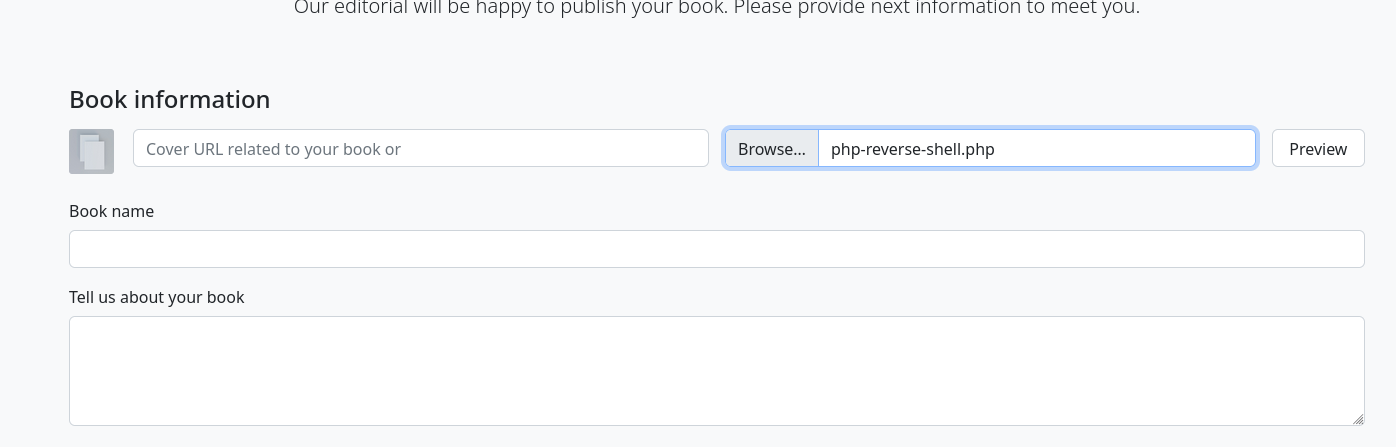 Our editorial will be happy to publish your book. Please provide next information to meet you.
Book information
Cover URL related to your book or
Browse... php-reverse-shell.php
Preview
Book name
Tell us about your book